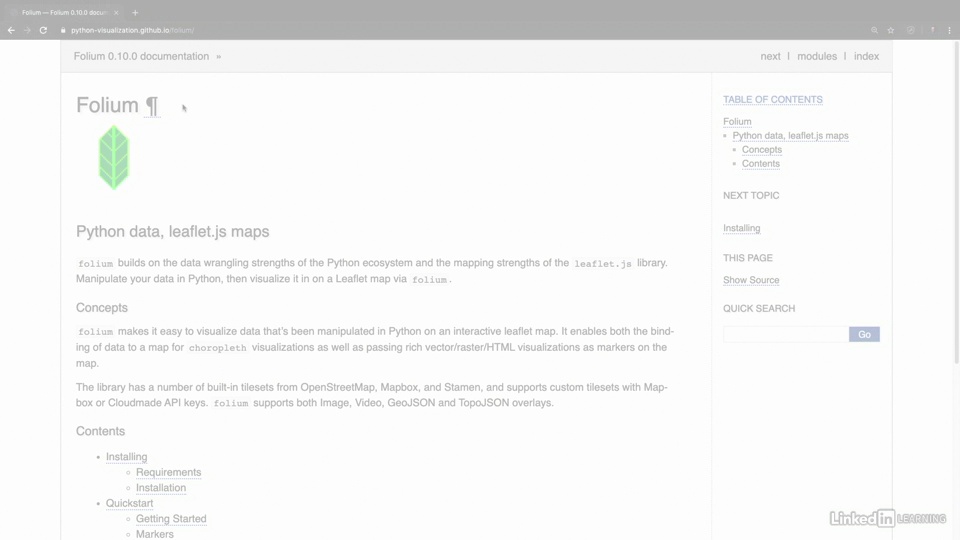 Folium — Python docum
python-visualization.github.io/folium/
Folium 0.10.0 documentation »
next | modules | index
Folium ¶
Python data, leaflet.js maps
folium builds on the data wrangling strengths of the Python ecosystem and the mapping strengths of the leaflet.js library.
Manipulate your data in Python, then visualize it in on a Leaflet map via folium.
Concepts
folium makes it easy to visualize data that's been manipulated in Python on an interactive leaflet map. It enables both the bind-
ing of data to a map for choropleth visualizations as well as passing rich vector/raster/HTML visualizations as markers on the
map.
The library has a number of built-in tilesets from OpenStreetMap, Mapbox, and Stamen, and supports custom tilesets with Map-
box or Cloudmade API keys. folium supports both Image, Video, GeoJSON and TopoJSON overlays.
Contents
Installing
Requirements
Installation
Quickstart
Getting Started
Markers
TABLE OF CONTENTS
Folium
Python data, leaflet.js maps
Concepts
Contents
NEXT TOPIC
Installing
THIS PAGE
Show Source
QUICK SEARCH
Go
LinkedIn LEARNING